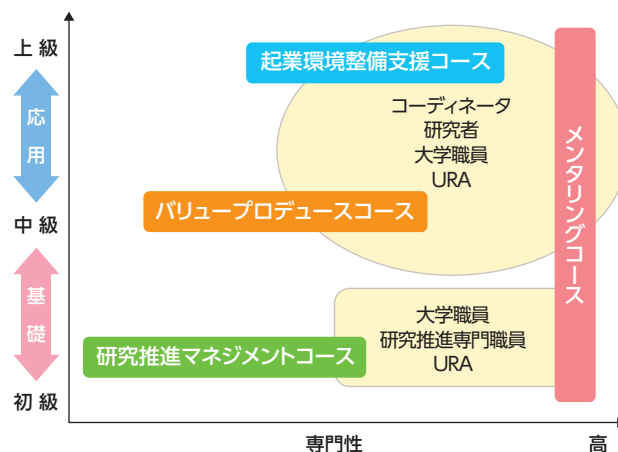 上級
応用
中級
基礎
初級
起業環境整備支援コース
コーディネータ
研究者
大学職員
URA
バリュープロデュースコース
大学職員
研究推進専門職員
URA
研究推進マネジメントコース
メンタリングコース
専門性
高